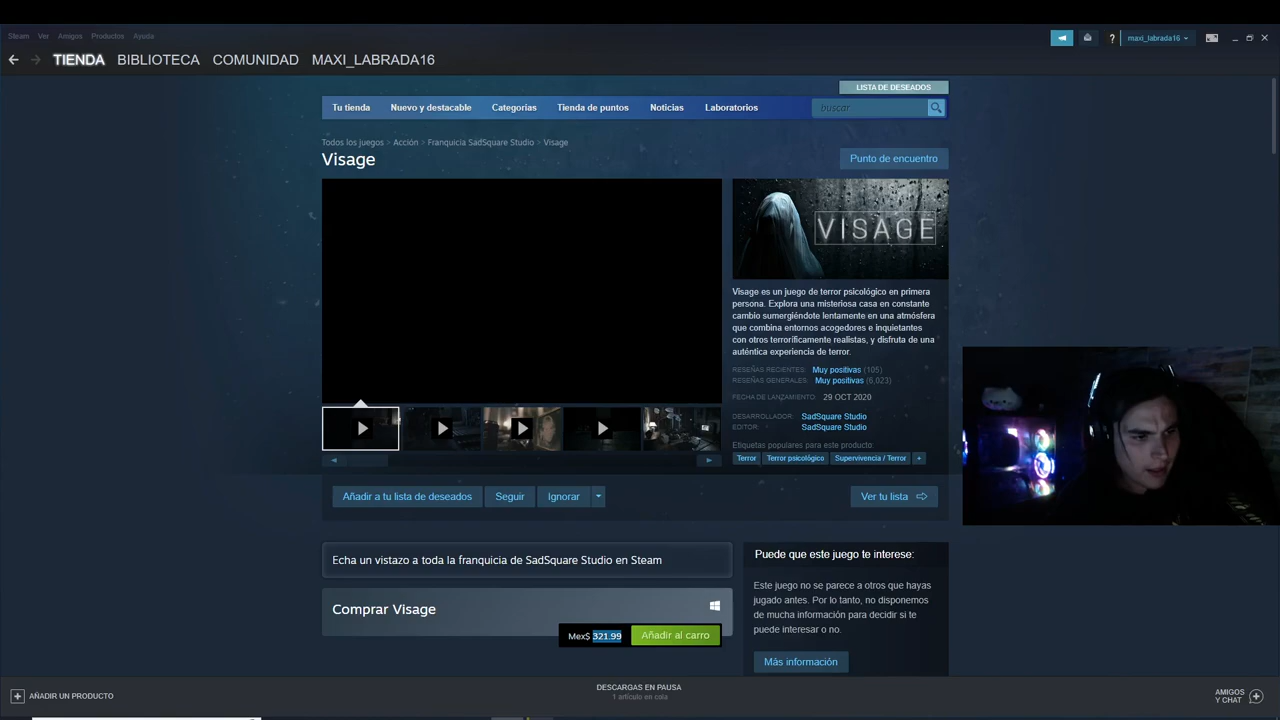 Steam Ver Amigos Productos Ayuda
? maxi_labrada16
TIENDA BIBLIOTECA COMUNIDAD MAXI_LABRADA16
LISTA DE DESEADOS
Tu tienda Nuevo y destacable Categorías Tienda de puntos Noticias Laboratorios buscar
Todos los juegos > Acción > Franquicia SadSquare Studio > Visage
Visage
Punto de encuentro
VISAGE
Visage es un juego de terror psicológico en primera
persona. Explora una misteriosa casa en constante
cambio sumergiéndote lentamente en una atmósfera
que combina entornos acogedores e inquietantes
con otros terroríficamente realistas, y disfruta de una
auténtica experiencia de terror.
RESEÑAS RECIENTES: Muy positivas (105)
RESEÑAS GENERALES: Muy positivas (6,023)
FECHA DE LANZAMIENTO: 29 OCT 2020
DESARROLLADOR: SadSquare Studio
EDITOR: SadSquare Studio
Etiquetas populares para este producto:
Terror Terror psicológico Supervivencia / Terror +
Añadir a tu lista de deseados Seguir Ignorar Ver tu lista
Echa un vistazo a toda la franquicia de SadSquare Studio en Steam
Comprar Visage
Mex$ 321.99 Añadir al carro
Puede que este juego te interese:
Este juego no se parece a otros que hayas
jugado antes. Por lo tanto, no disponemos
de mucha información para decidir si te
puede interesar o no.
Más información
AÑADIR UN PRODUCTO
DESCARGAS EN PAUSA
1 artículo en cola
AMIGOS
Y CHAT